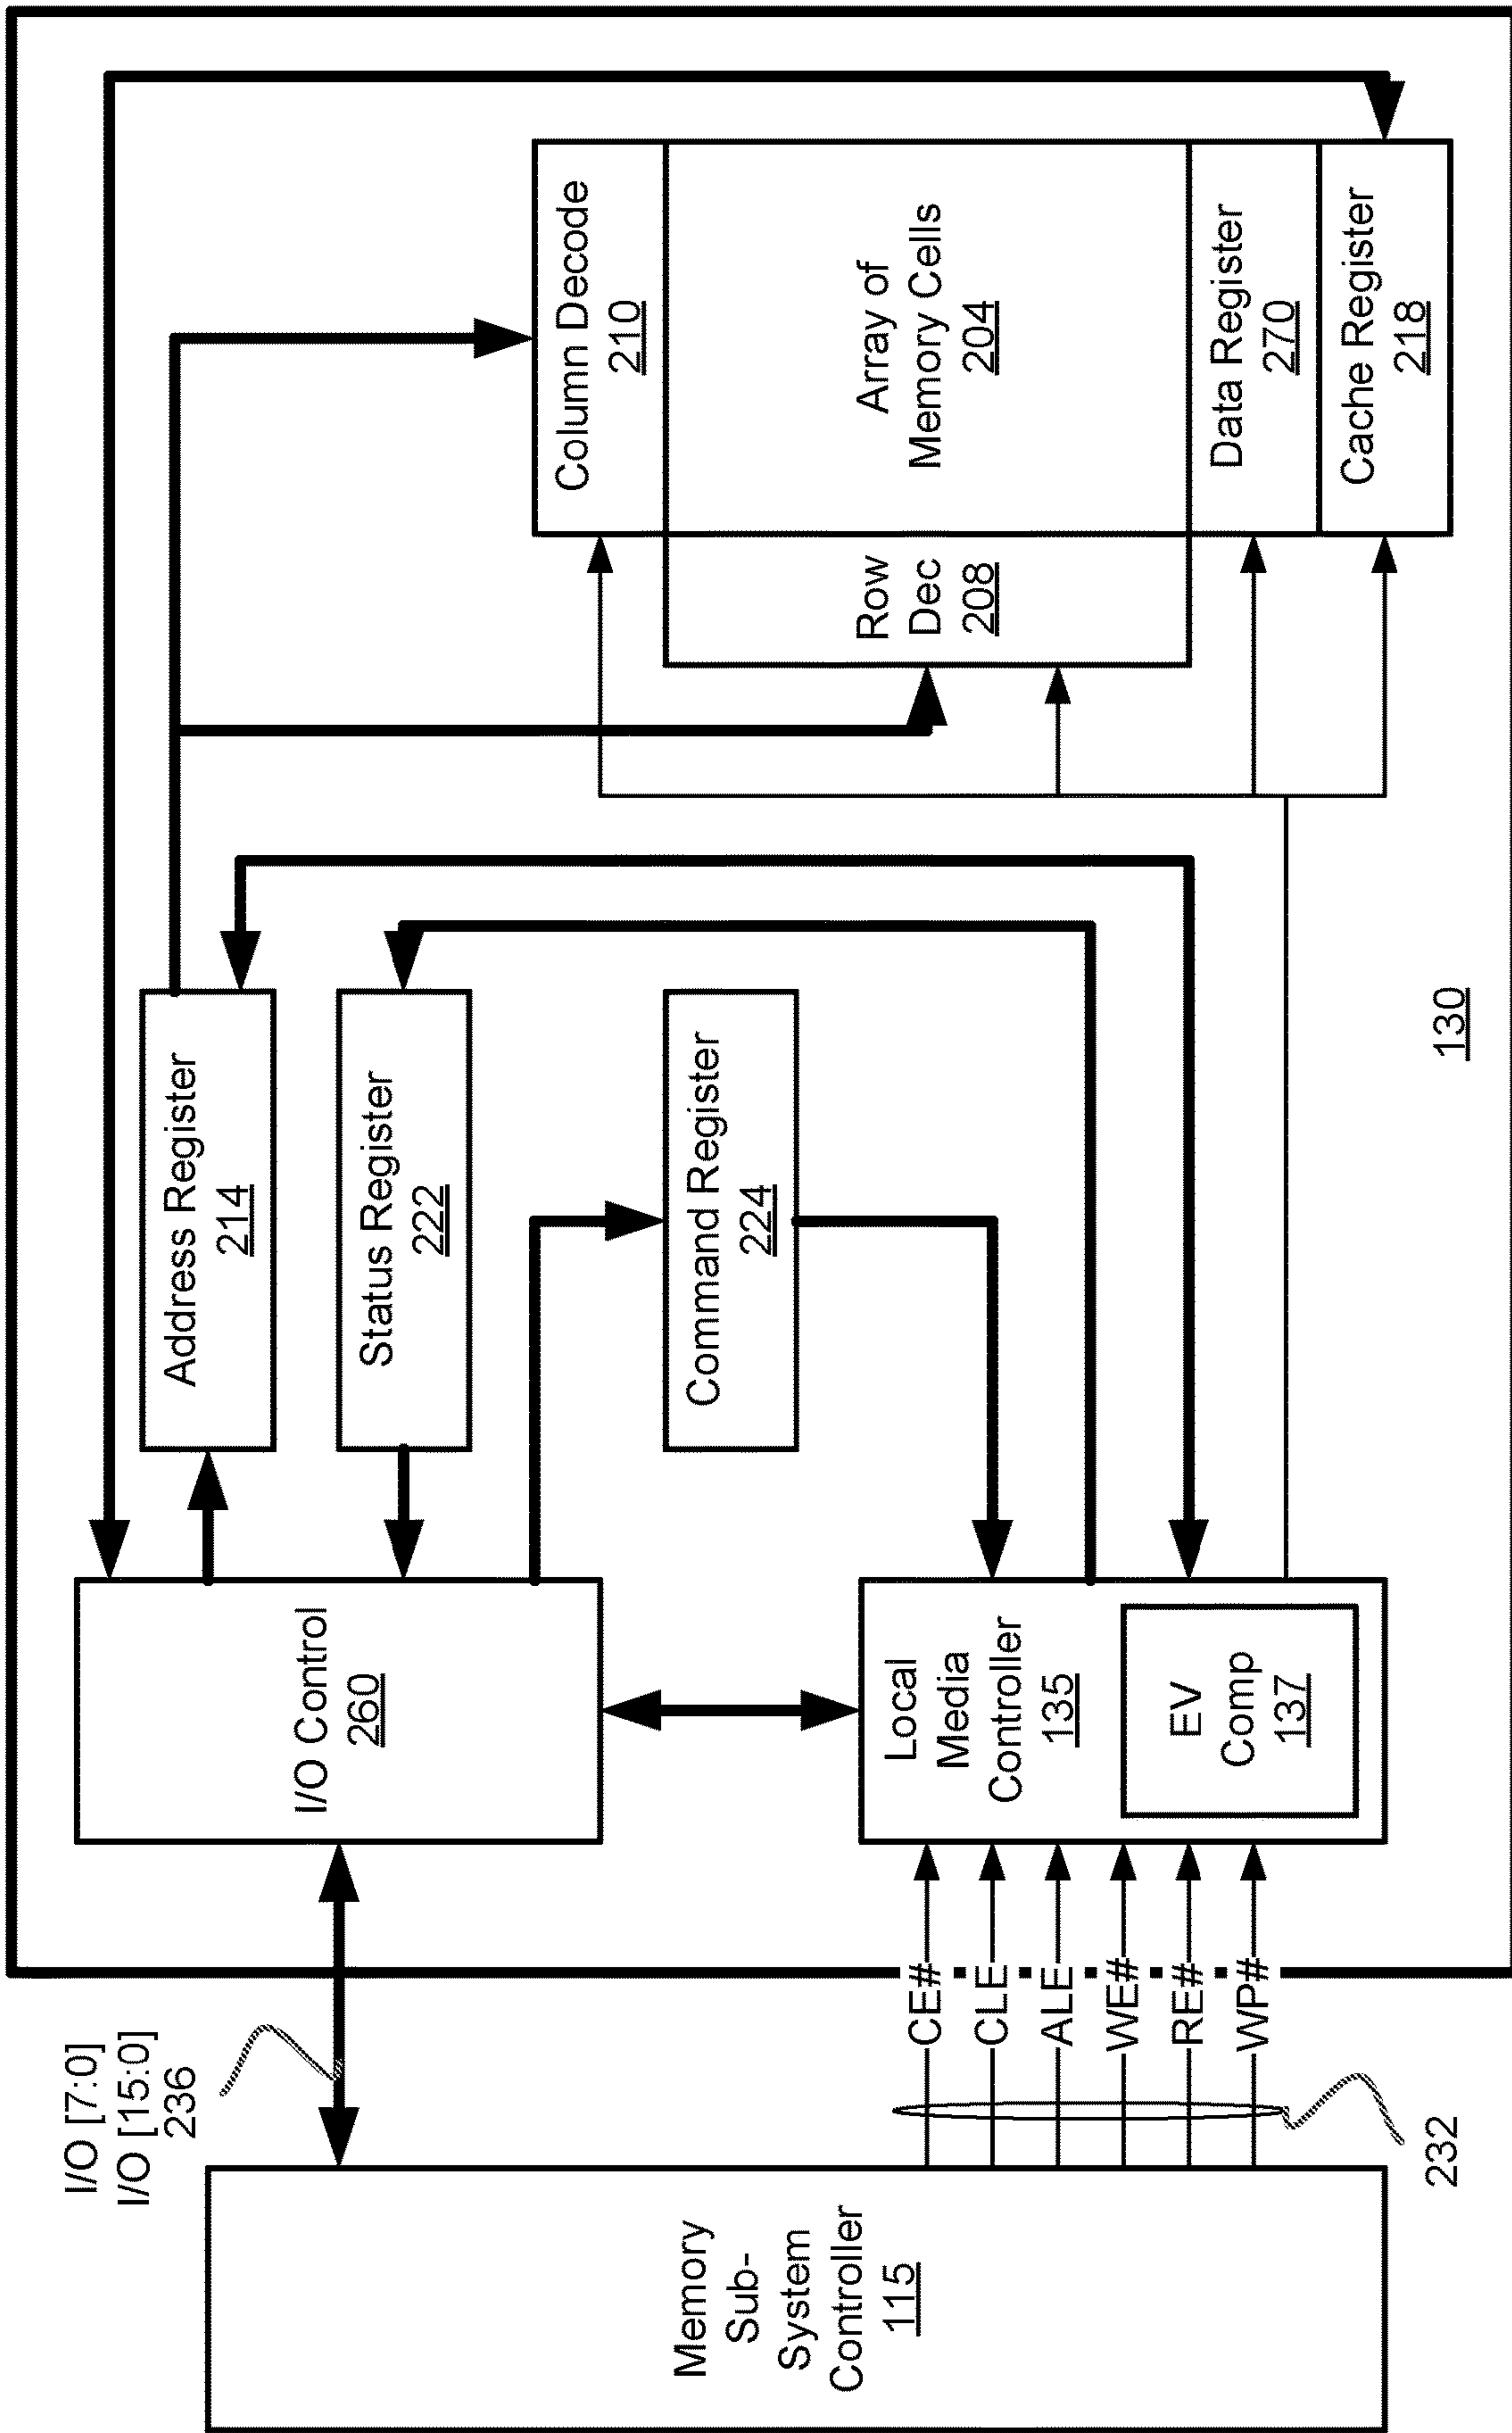 I/O [7:0]
I/O [15:0]
236
Memory
Sub-
System
Controller
115
CE#
CLE
ALE
WE#
RE#
WP#
232
I/O Control
260
Local
Media
Controller
135
EV
Comp
137
Address Register
214
Status Register
222
Command Register
224
Column Decode
210
Row
Dec
208
Array of
Memory Cells
204
Data Register
270
Cache Register
218
130